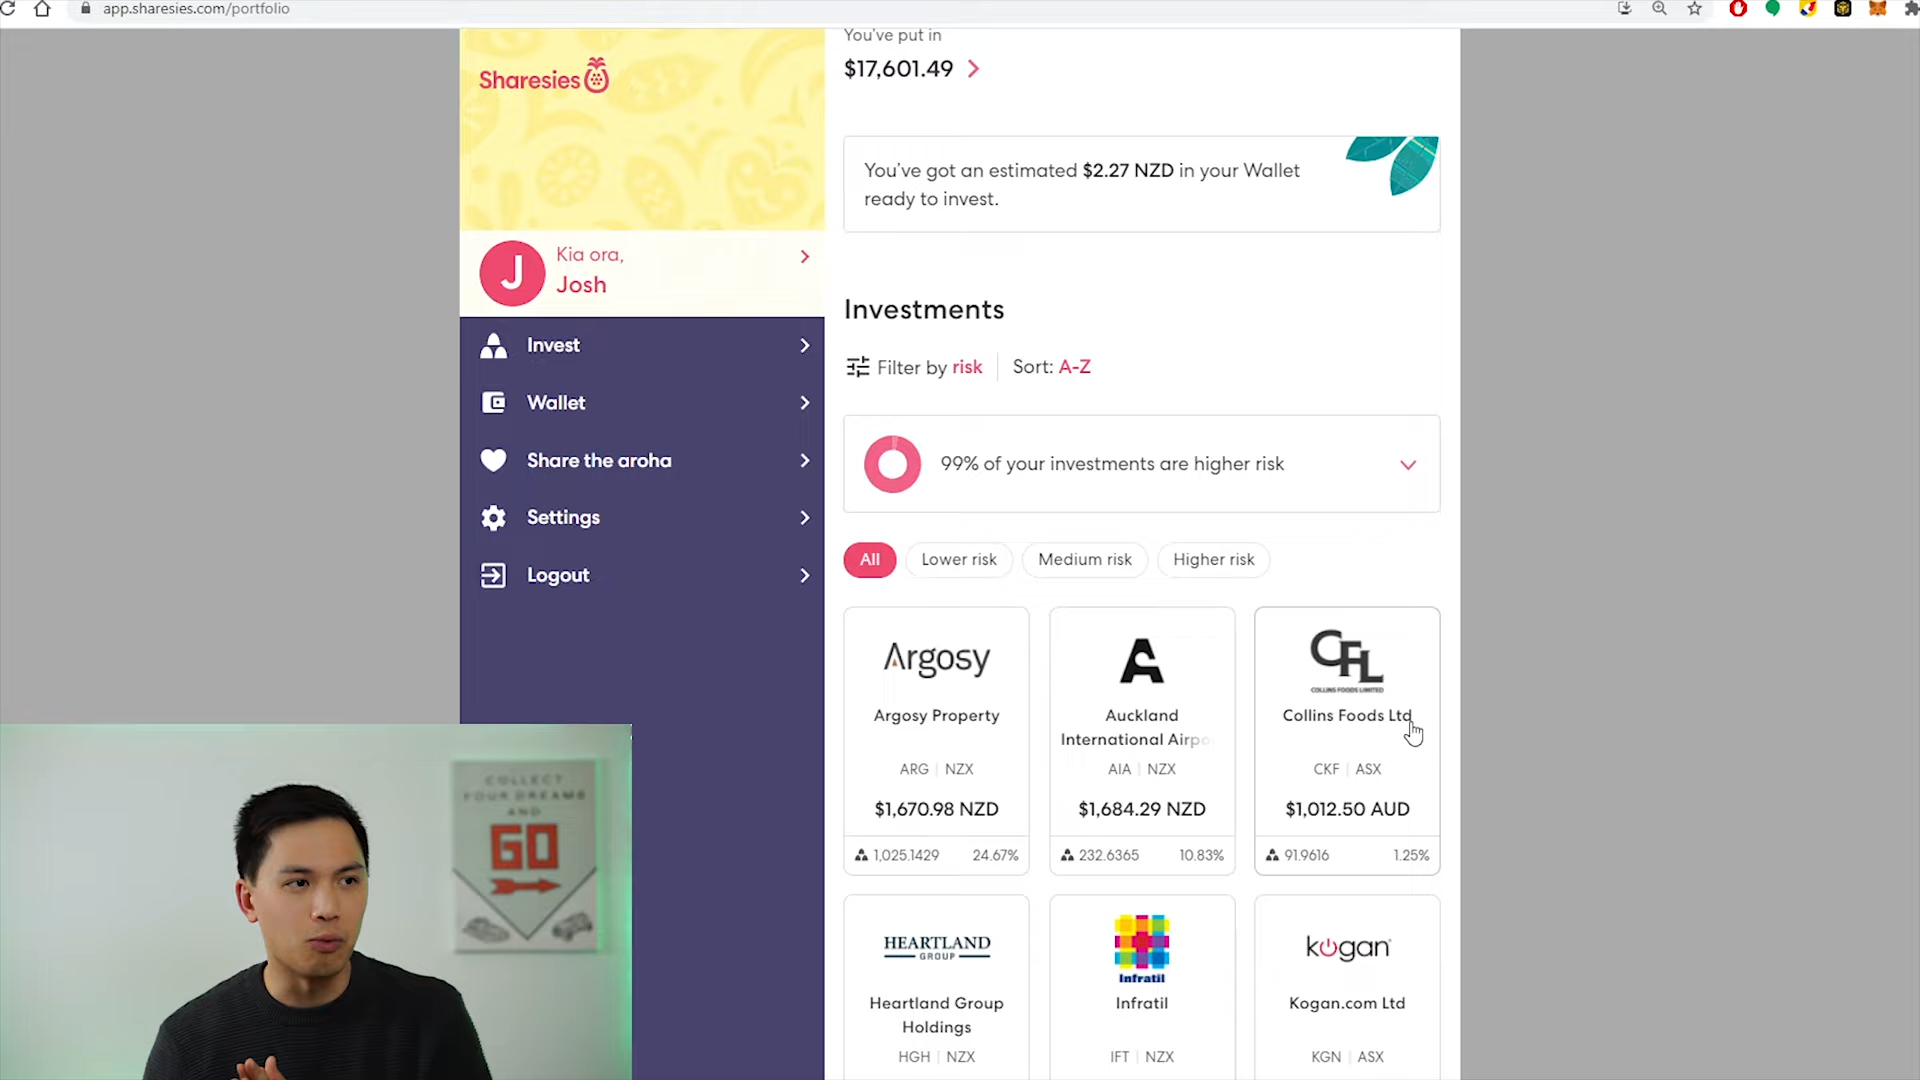 app.sharesies.com/portfolio
You've put in
$17,601.49
Sharesies
You've got an estimated $2.27 NZD in your Wallet
ready to invest.
J
Kia ora,
Josh
Invest
Wallet
Share the aroha
Settings
Logout
Investments
Filter by risk
Sort: A-Z
99% of your investments are higher risk
All
Lower risk
Medium risk
Higher risk
Argosy
Argosy Property
ARG | NZX
$1,670.98 NZD
1,025.1429 24.67%
Auckland
International Airpo
AIA | NZX
$1,684.29 NZD
232.6365 10.83%
CFL
COLLINS FOODS LIMITED
Collins Foods Ltd
CKF | ASX
$1,012.50 AUD
91.9616 1.25%
HEARTLAND
GROUP
Heartland Group
Holdings
HGH | NZX
Infratil
Infratil
IFT | NZX
kogan
Kogan.com Ltd
KGN | ASX
COLLECT
YOUR DREAMS
AND
GO